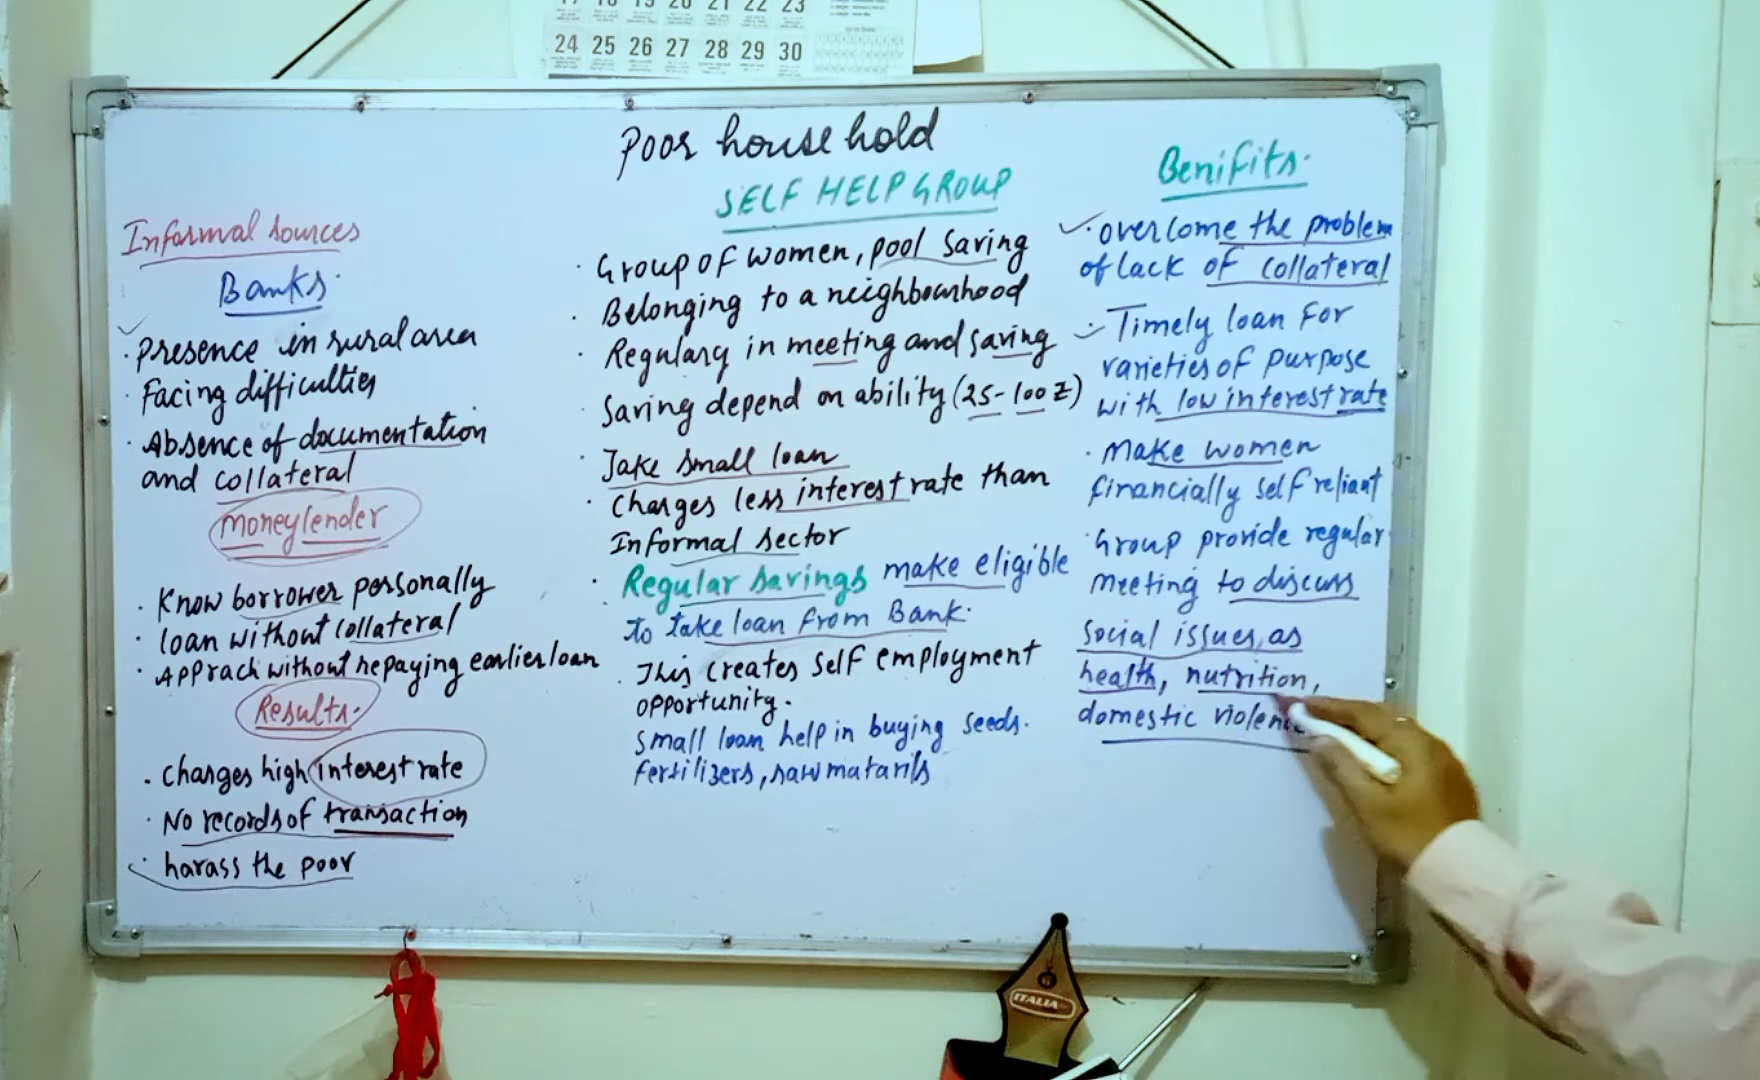 24 25 26 27 28 29 30
Poor household
SELF HELP GROUP
Informal sources
Banks.
. Presence in rural area
. Facing difficulties
. Absence of documentation
and collateral
Moneylender
. Know borrower personally
. loan without collateral
. Apprach without repaying earlier loan
Results.
. Charges high interest rate
. No records of transaction
. harass the poor
. Group of women, pool saving
. Belonging to a neighbourhood
. Regulary in meeting and saving
. Saving depend on ability (25-100 ₹)
. Take small loan
. Charges less interest rate than
Informal sector
. Regular savings make eligible
to take loan from Bank.
. This creates self employment
opportunity.
Small loan help in buying seeds.
fertilizers, raw matarils
Benifits.
. overcome the problem
of lack of collateral
. Timely loan for
varieties of purpose
with low interest rate
. Make women
financially self reliant
. Group provide regular
meeting to discuss
social issues, as
health, nutrition,
domestic violenc
ITALIA